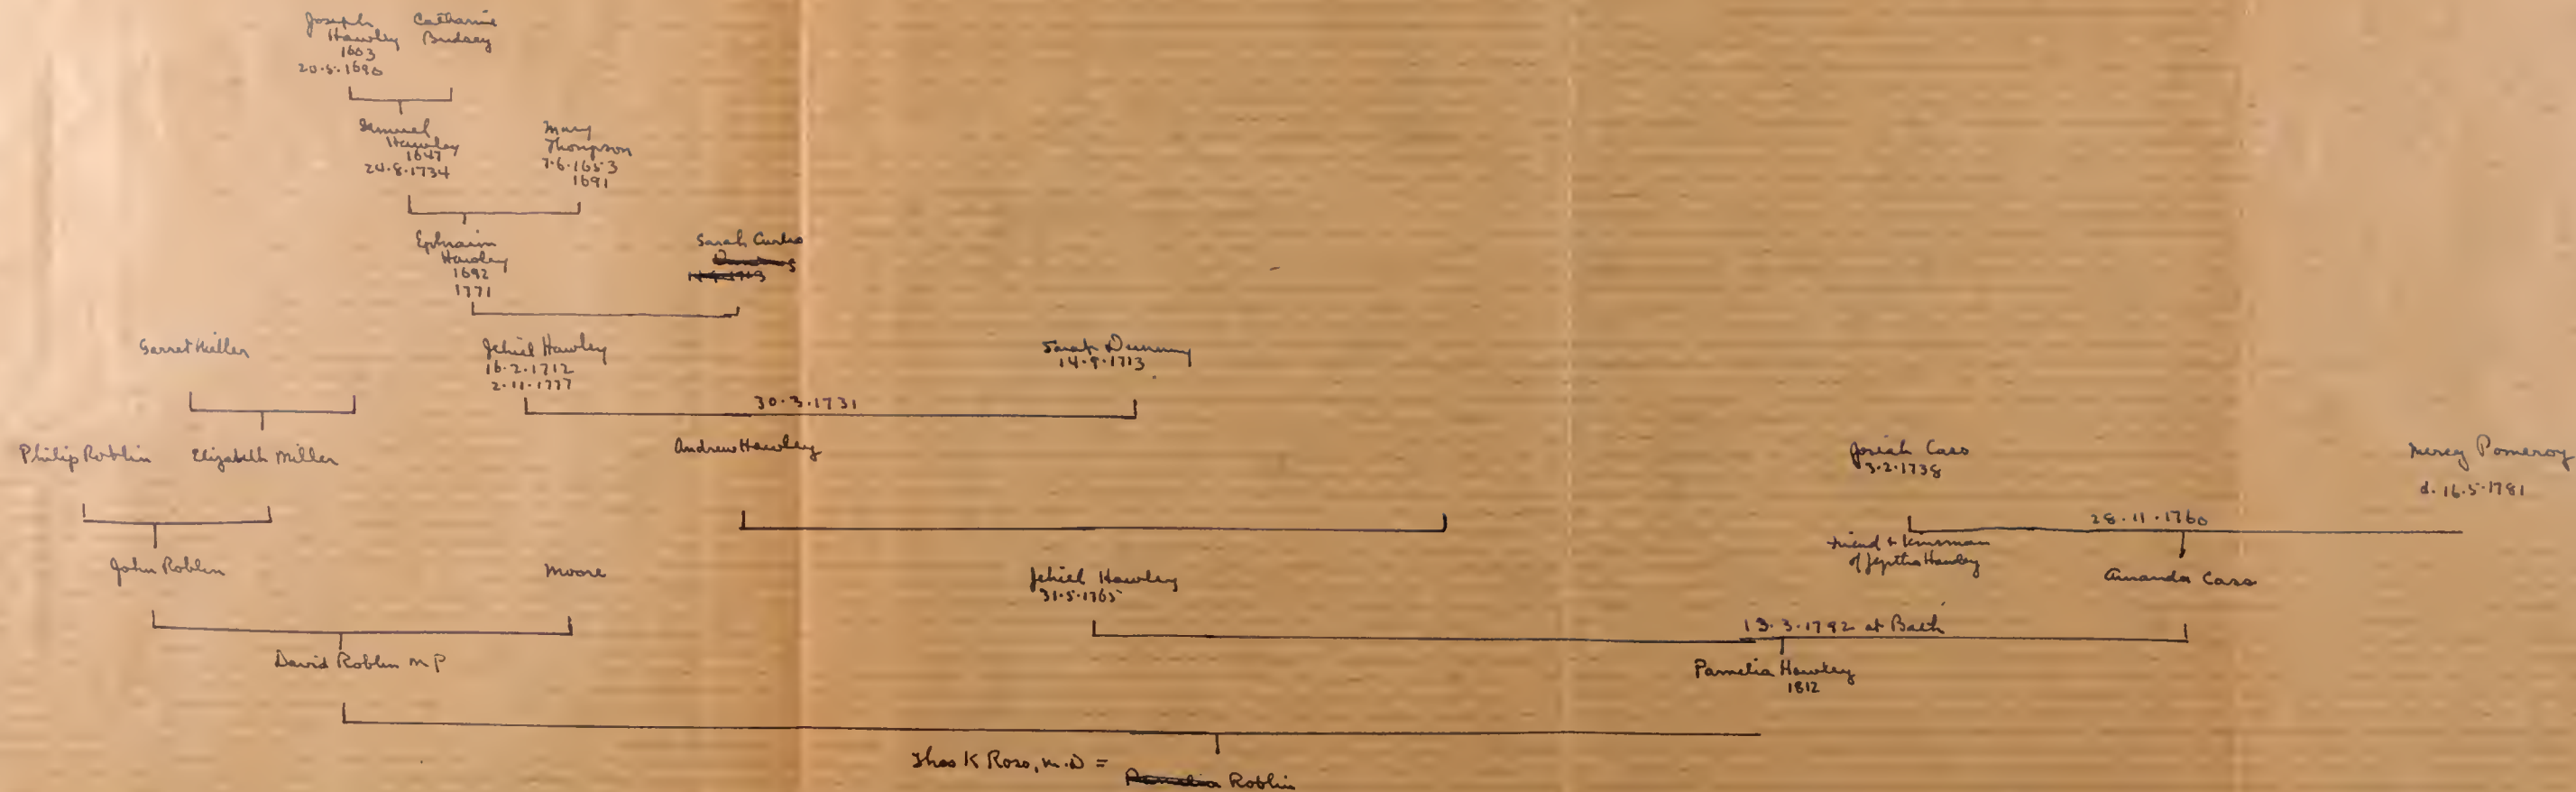 Joseph
Hawley
1603
20.5.1690
Catharine
Birdsey
Samuel
Hawley
1647
24.8.1734
Mary
Thompson
7.6.1653
1691
Ephraim
Hawley
1692
1771
Sarah Curtiss
Garret Miller
Jehiel Hawley
16.2.1712
2.11.1777
Sarah Dunning
14.9.1713
30.3.1731
Philip Roblin
Elizabeth Miller
Andrew Hawley
Josiah Cass
3.2.1738
Mercy Pomeroy
d. 16.5.1781
28.11.1760
friend & kinsman
of Jeptha Hawley
John Roblin
Moore
Jehiel Hawley
31.5.1765
Amanda Cass
13.3.1792 at Bath
David Roblin MP
Pamelia Hawley
1812
Thos K Ross, M.D =
Pamelia Roblin